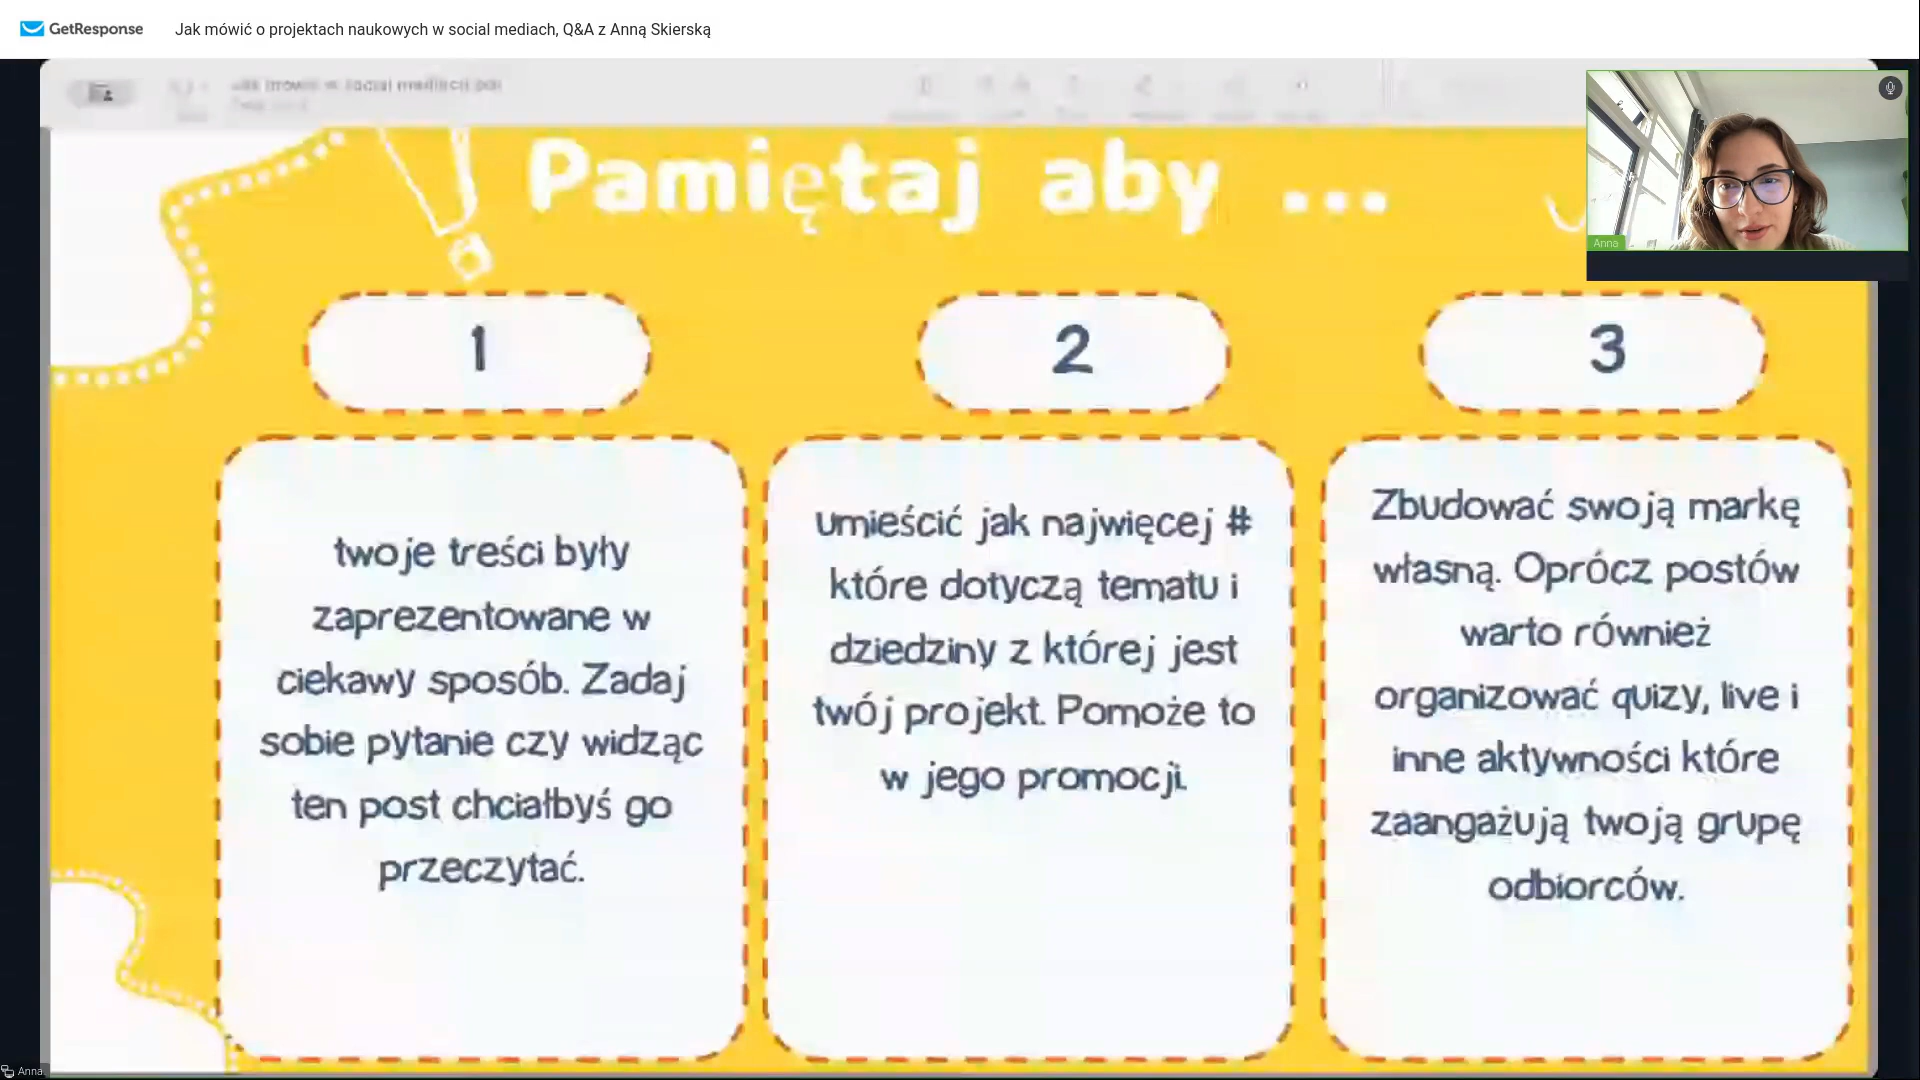 GetResponse
Jak mówić o projektach naukowych w social mediach, Q&A z Anną Skierską
Anna
Pamiętaj aby ...
1
twoje treści były
zaprezentowane w
ciekawy sposób. Zadaj
sobie pytanie czy widząc
ten post chciałbyś go
przeczytać.
2
umieścić jak najwięcej #
które dotyczą tematu i
dziedziny z której jest
twój projekt. Pomoże to
w jego promocji.
3
Zbudować swoją markę
własną. Oprócz postów
warto również
organizować quizy, live i
inne aktywności które
zaangażują twoją grupę
odbiorców.
Anna